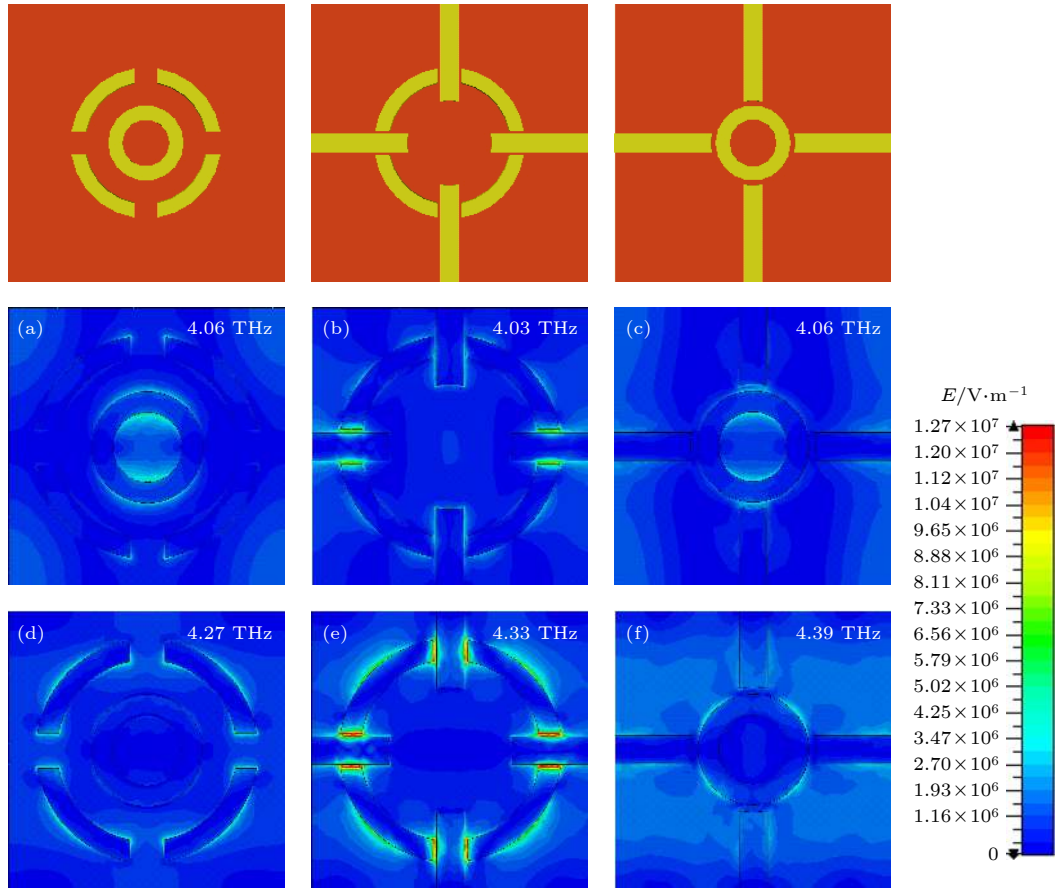 (a) 4.06 THz
(b) 4.03 THz
(c) 4.06 THz
E/V·m⁻¹
1.27×10⁷
1.20×10⁷
1.12×10⁷
1.04×10⁷
9.65×10⁶
8.88×10⁶
8.11×10⁶
7.33×10⁶
6.56×10⁶
5.79×10⁶
5.02×10⁶
4.25×10⁶
3.47×10⁶
2.70×10⁶
1.93×10⁶
1.16×10⁶
0
(d) 4.27 THz
(e) 4.33 THz
(f) 4.39 THz